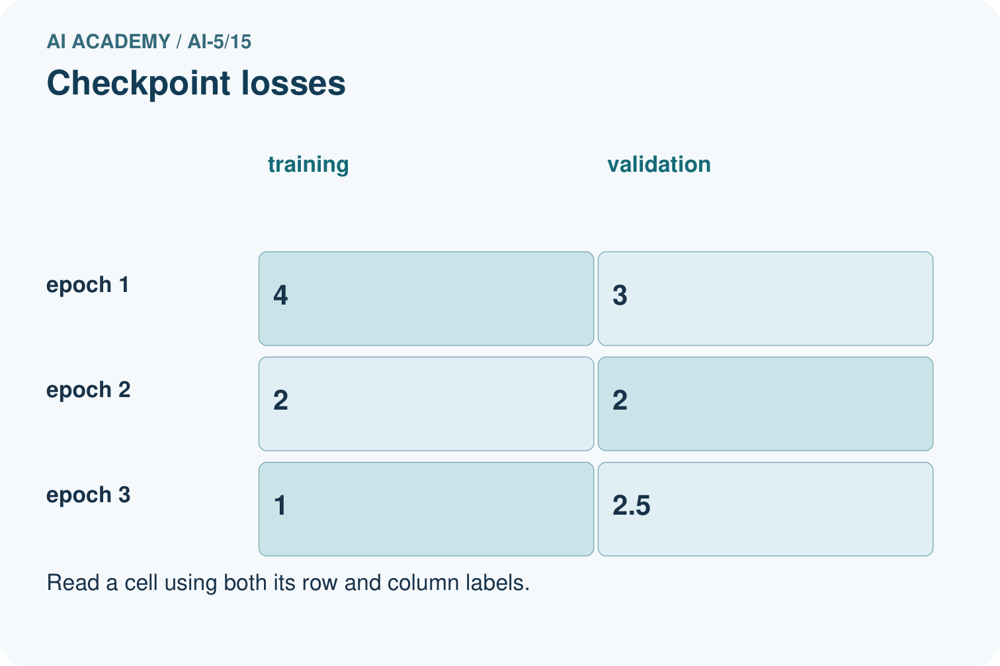 AI ACADEMY / AI-5/15
Checkpoint losses
training validation
epoch 1 4 3
epoch 2 2 2
epoch 3 1 2.5
Read a cell using both its row and column labels.